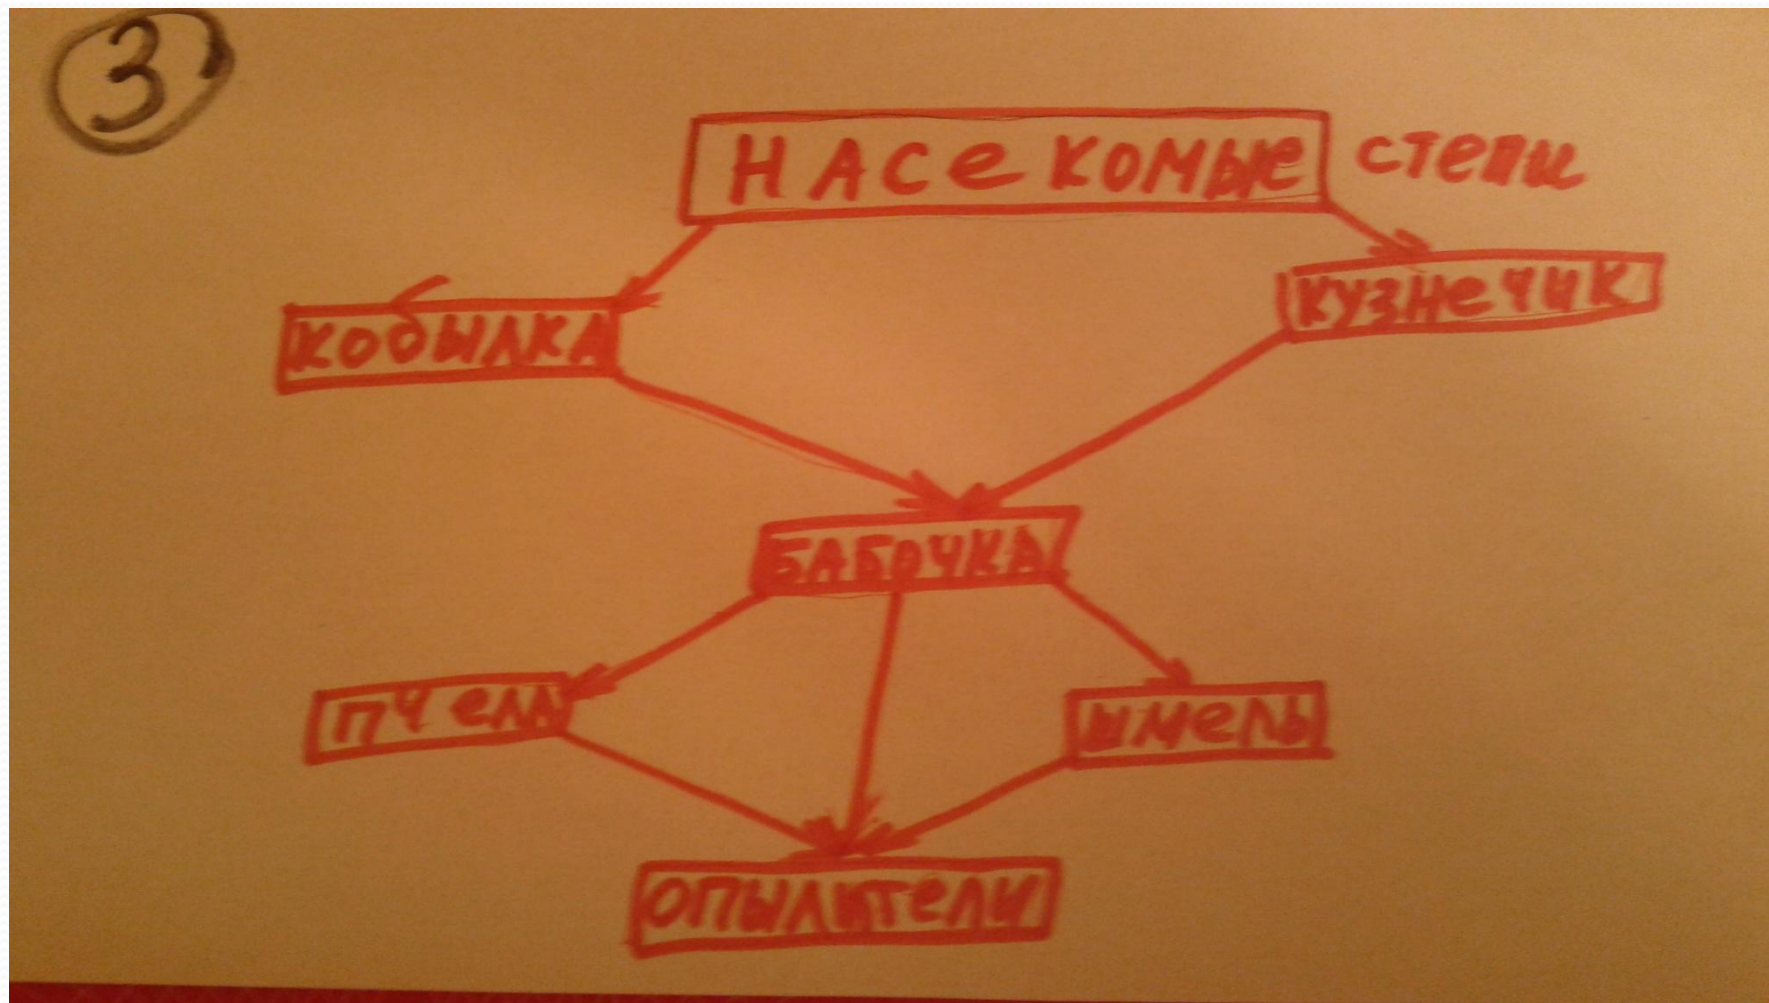 3
НАСеКОМЫе степи
КУЗНеЧИК
КОбЫЛКА
БАБОЧКА
ПЧелА
ШМеЛЬ
ОПЫЛИТеЛИ